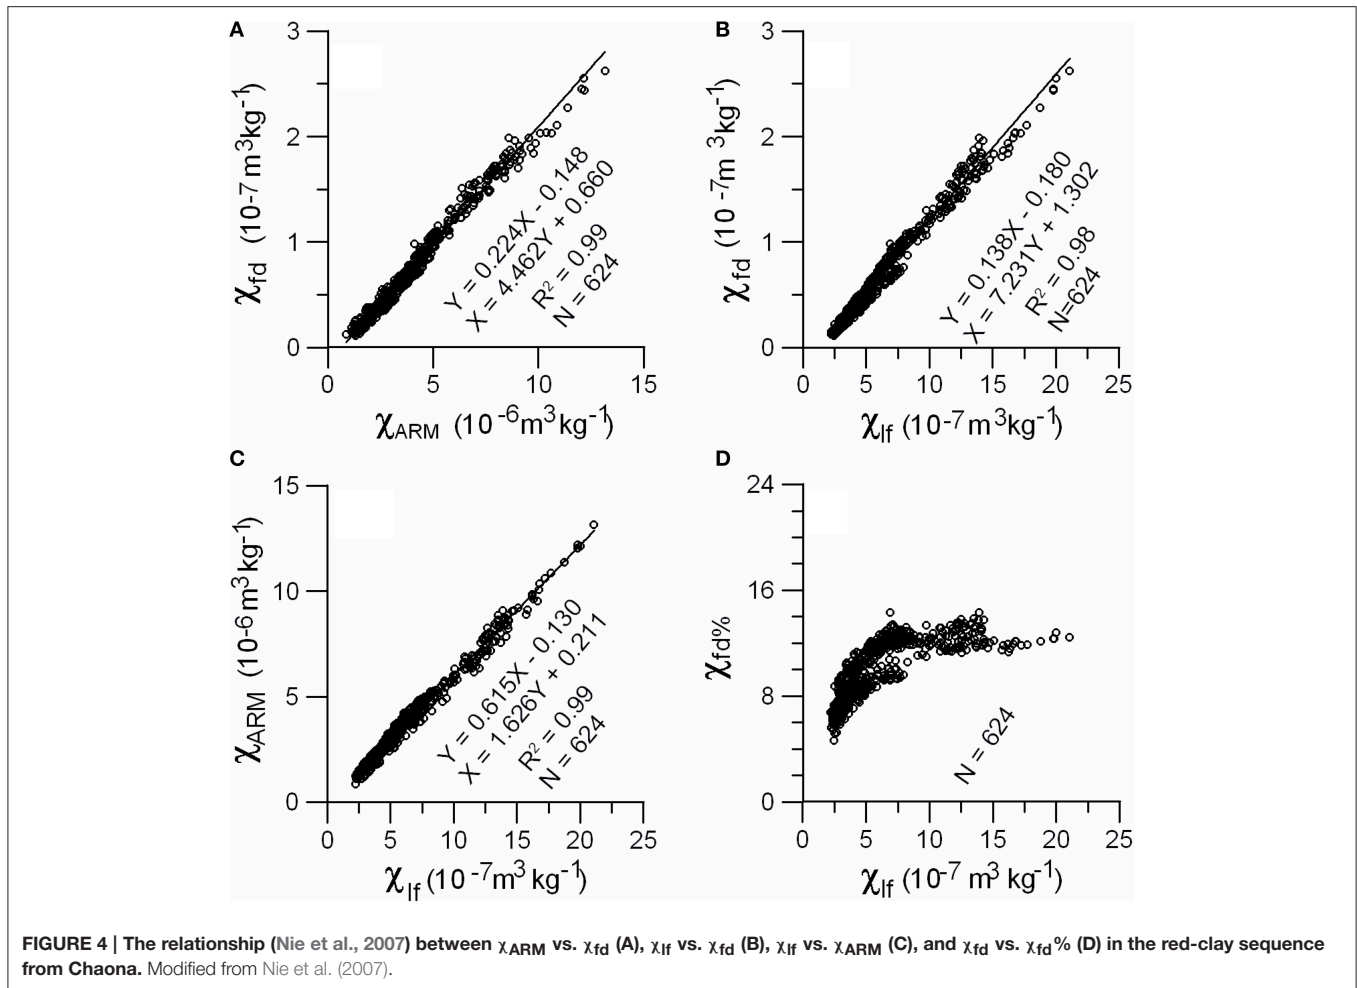 A
3
2
1
0
χfd (10-7 m3kg-1)
Y = 0.224X - 0.148
X = 4.462Y + 0.660
R2 = 0.99
N = 624
0 5 10 15
χARM (10-6m3kg-1)
B
3
2
1
0
χfd (10 -7m 3kg-1)
Y = 0.138X - 0.180
X = 7.231Y + 1.302
R2 = 0.98
N=624
0 5 10 15 20 25
χlf (10-7 m3kg-1)
C
15
10
5
0
χARM (10-6 m3 kg-1)
Y = 0.615X - 0.130
X = 1.626Y + 0.211
R2 = 0.99
N = 624
0 5 10 15 20 25
χlf (10 -7m3 kg-1)
D
24
16
8
0
χfd%
N = 624
0 5 10 15 20 25
χlf (10-7 m3 kg-1)
FIGURE 4 | The relationship (Nie et al., 2007) between χARM vs. χfd (A), χlf vs. χfd (B), χlf vs. χARM (C), and χfd vs. χfd% (D) in the red-clay sequence
from Chaona. Modified from Nie et al. (2007).